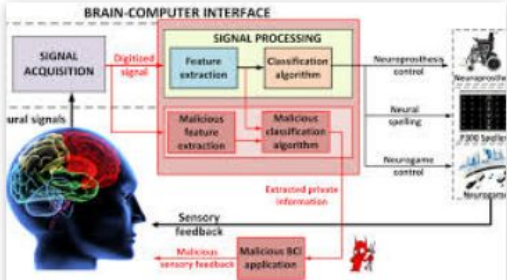 BRAIN-COMPUTER INTERFACE
SIGNAL PROCESSING
SIGNAL
ACQUISITION
Digitized
signal
Feature
extraction
Classification
algorithm
Neuroprosthesis
control
Neuroprosthe
ural signals
Malicious
feature
extraction
Malicious
classification
algorithm
Neural
spelling
P300 Speller
Neurogame
control
Neurogame
Extracted private
information
Sensory
feedback
Malicious
sensory feedback
Malicious BCI
application